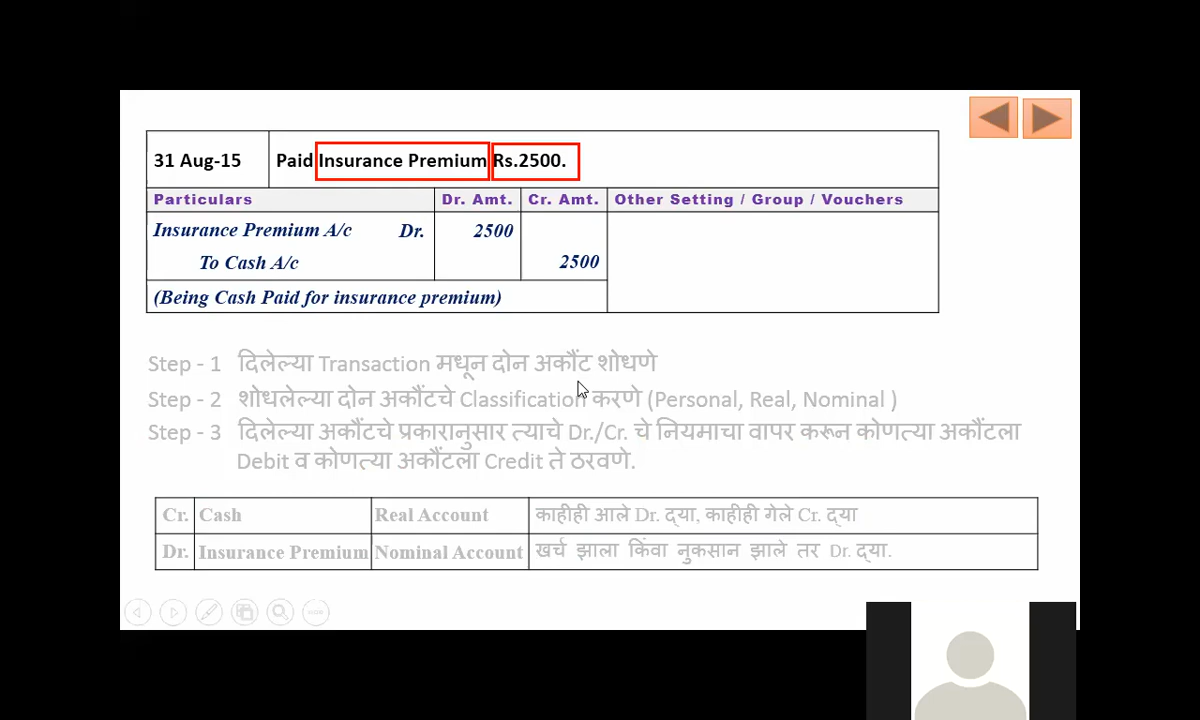 31 Aug-15 Paid Insurance Premium Rs.2500.
Particulars Dr. Amt. Cr. Amt. Other Setting / Group / Vouchers
Insurance Premium A/c Dr. 2500
To Cash A/c 2500
(Being Cash Paid for insurance premium)
Step - 1 दिलेल्या Transaction मधून दोन अकौंट शोधणे
Step - 2 शोधलेल्या दोन अकौंटचे Classification करणे (Personal, Real, Nominal )
Step - 3 दिलेल्या अकौंटचे प्रकारानुसार त्याचे Dr./Cr. चे नियमाचा वापर करून कोणत्या अकौंटला
Debit व कोणत्या अकौंटला Credit ते ठरवणे.
Cr. Cash Real Account काहीही आले Dr. द्या, काहीही गेले Cr. द्या
Dr. Insurance Premium Nominal Account खर्च झाला किंवा नुकसान झाले तर Dr. द्या.